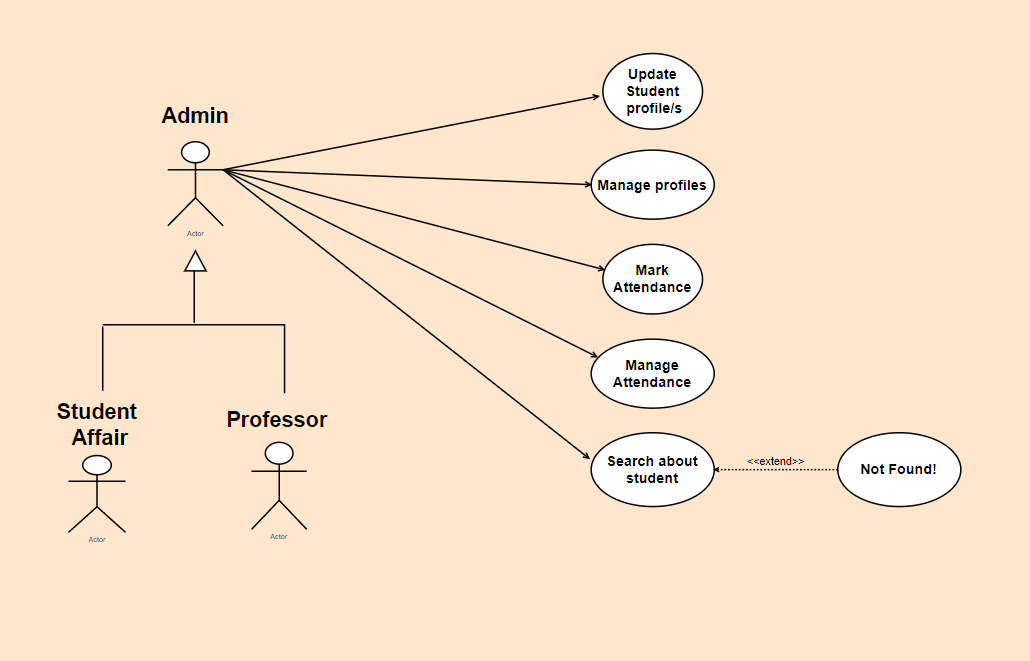 Admin
Actor
Student
Affair
Actor
Professor
Actor
Update
Student
profile/s
Manage profiles
Mark
Attendance
Manage
Attendance
Search about
student
<<extend>>
Not Found!